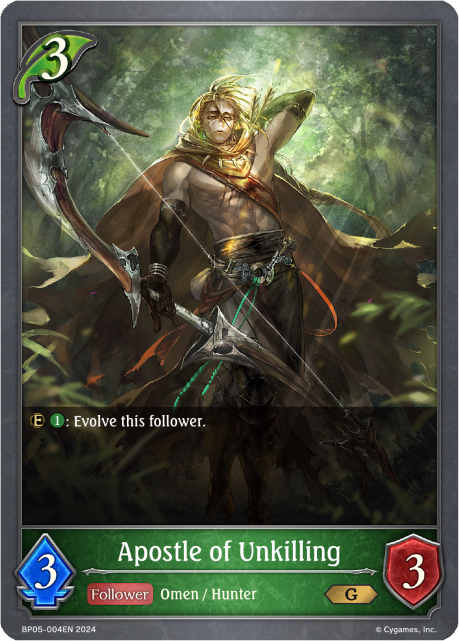 3
E 1 : Evolve this follower.
Apostle of Unkilling
3
Follower Omen / Hunter
G
3
BP05-004EN 2024
© Cygames, Inc.